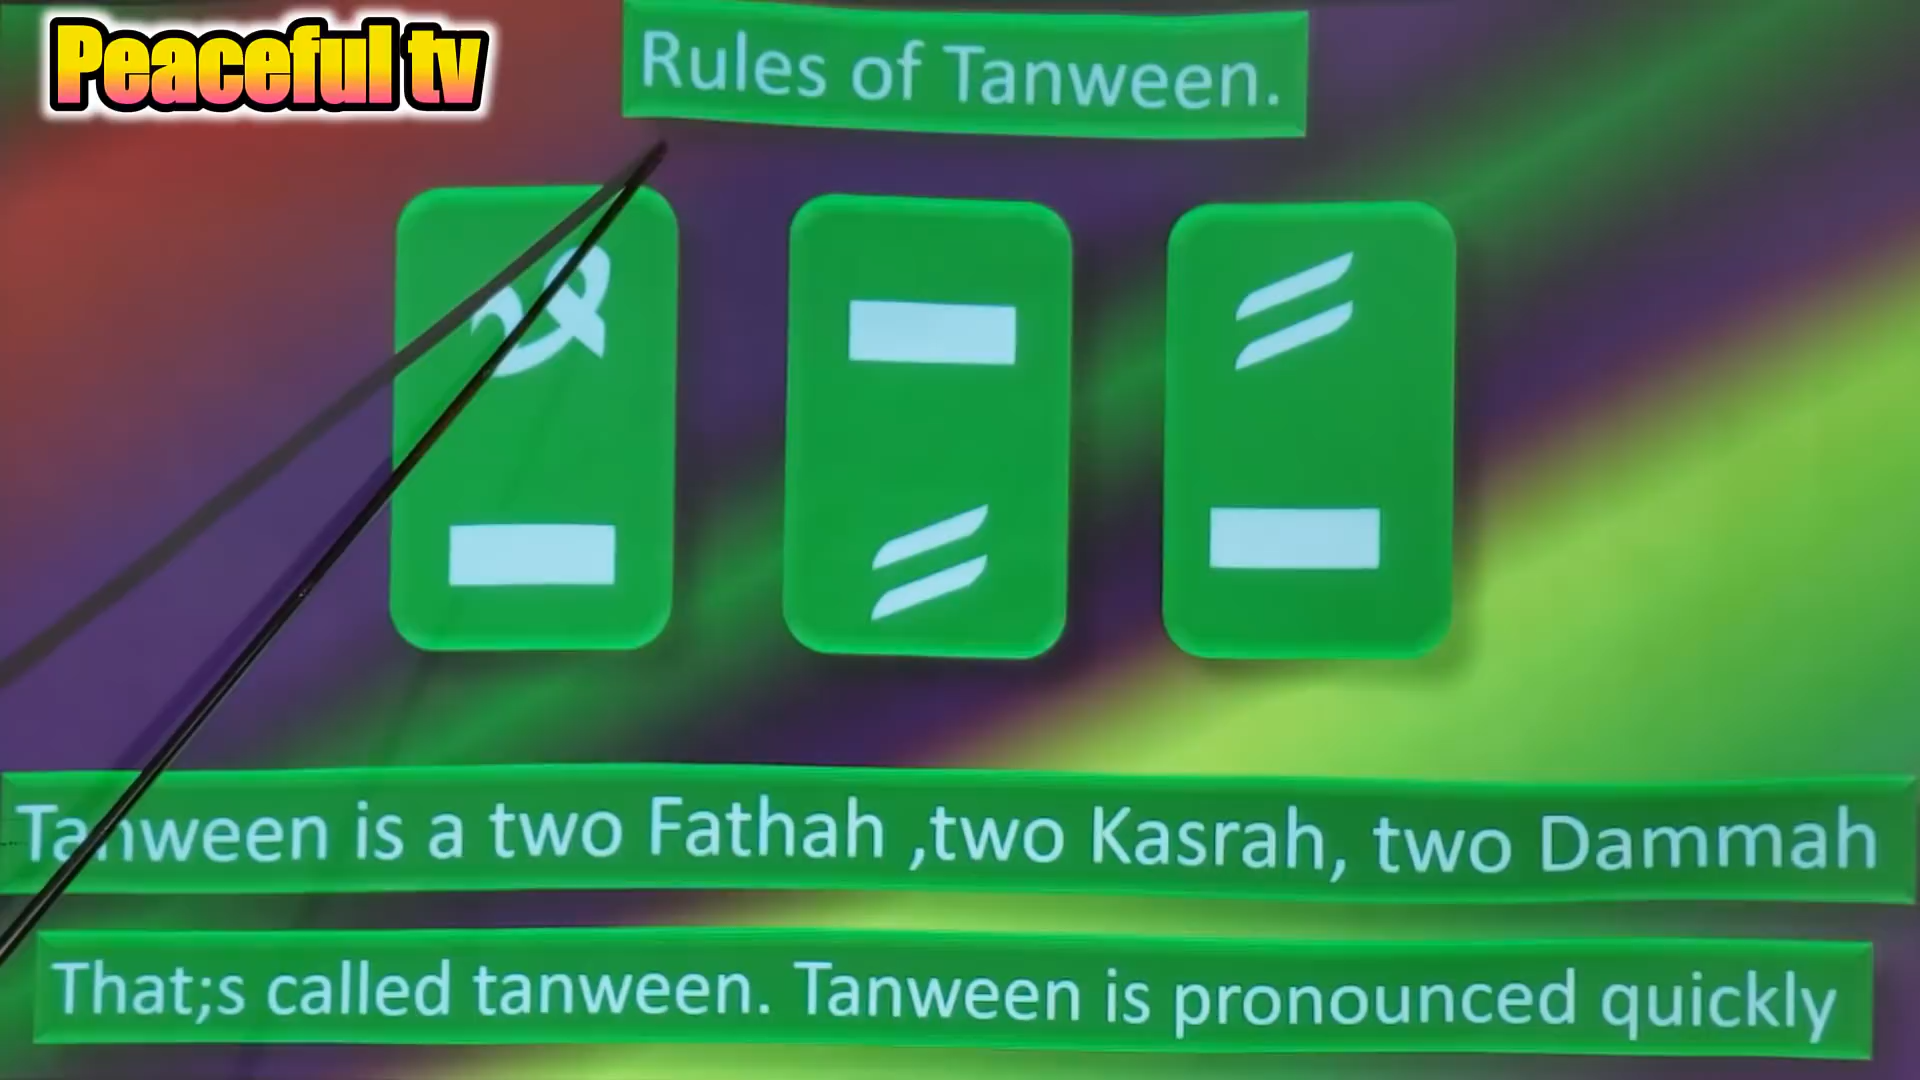 Peaceful tv
Rules of Tanween.
ٌ ٍ ً
Tanween is a two Fathah ,two Kasrah, two Dammah
That;s called tanween. Tanween is pronounced quickly